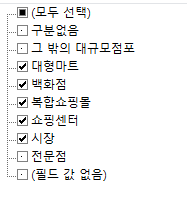 (모두 선택)
구분없음
그 밖의 대규모점포
대형마트
백화점
복합쇼핑몰
쇼핑센터
시장
전문점
(필드 값 없음)